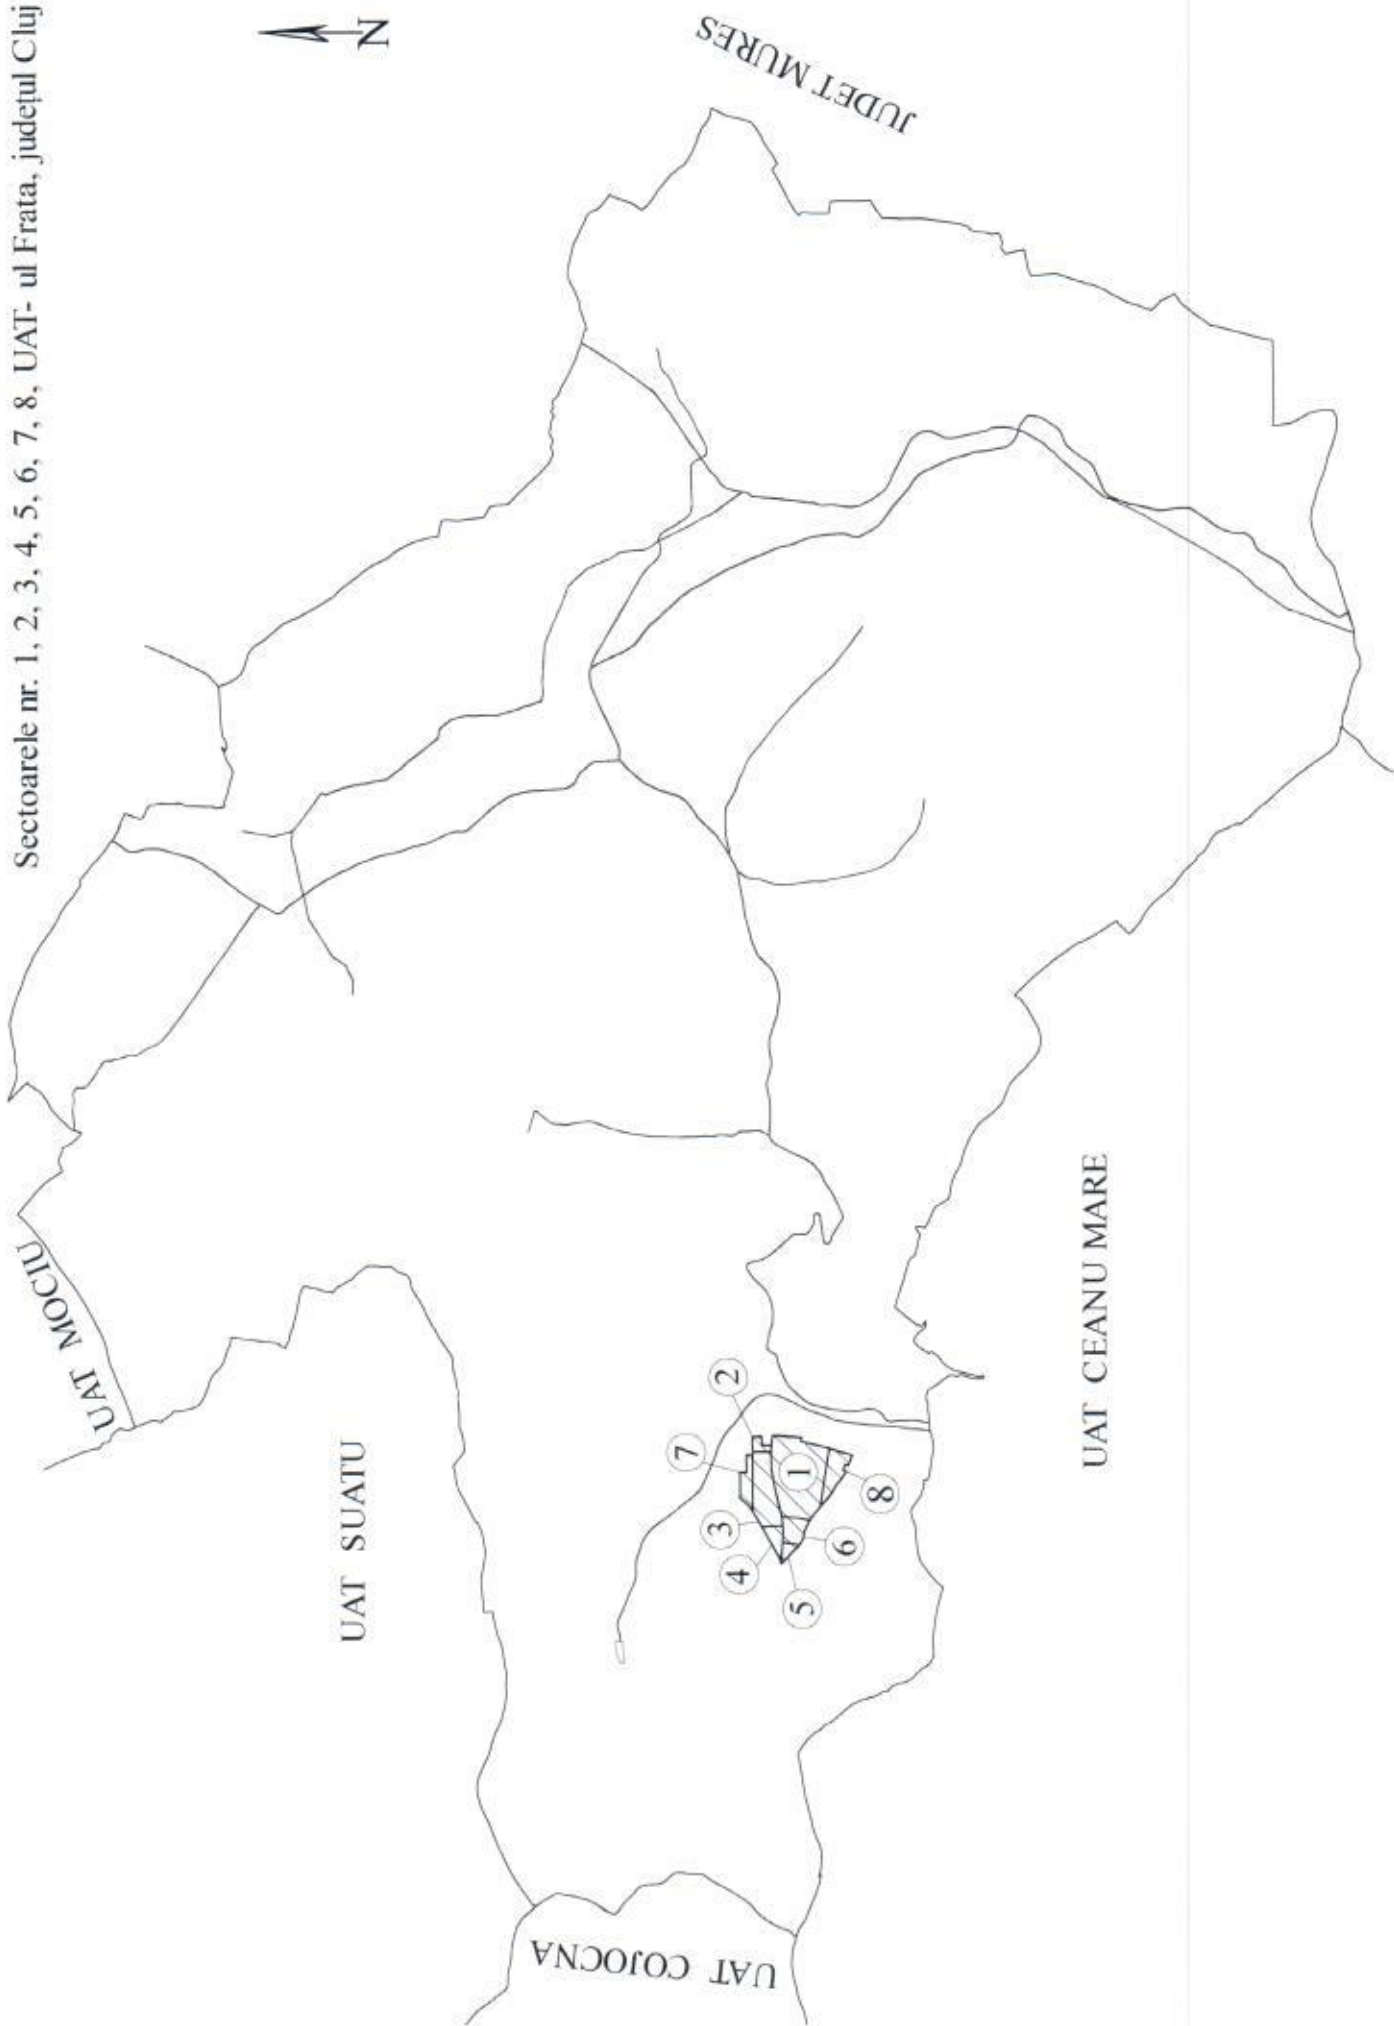 Sectoarele nr. 1, 2, 3, 4, 5, 6, 7, 8, UAT- ul Frata, județul Cluj
N
UAT MOCIU
JUDET MURES
UAT SUATU
7
2
3
1
4
8
6
5
UAT COJOCNA
UAT CEANU MARE